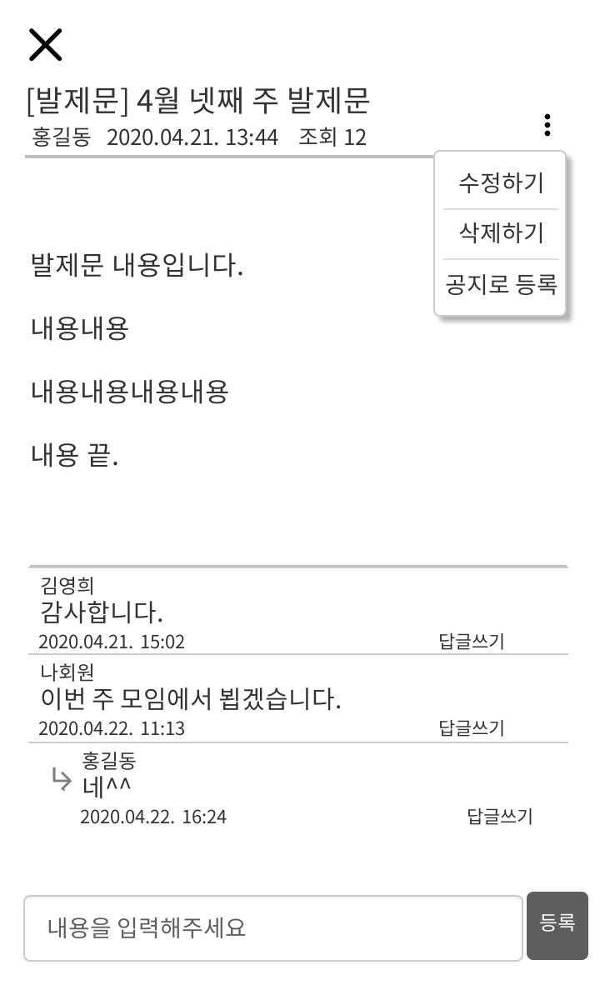 [발제문] 4월 넷째 주 발제문
홍길동 2020.04.21. 13:44 조회 12
수정하기
삭제하기
공지로 등록
발제문 내용입니다.
내용내용
내용내용내용내용
내용 끝.
김영희
감사합니다.
2020.04.21. 15:02 답글쓰기
나회원
이번 주 모임에서 뵙겠습니다.
2020.04.22. 11:13 답글쓰기
홍길동
네^^
2020.04.22. 16:24 답글쓰기
내용을 입력해주세요 등록